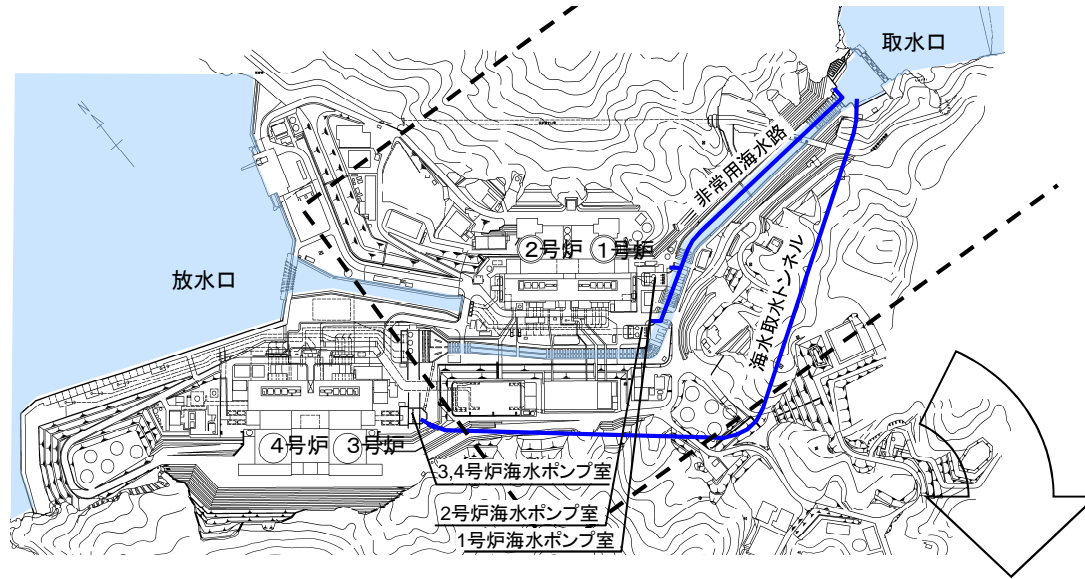 取水口
非常用海水路
2号炉
1号炉
放水口
海水取水トンネル
4号炉
3号炉
3,4号炉海水ポンプ室
2号炉海水ポンプ室
1号炉海水ポンプ室